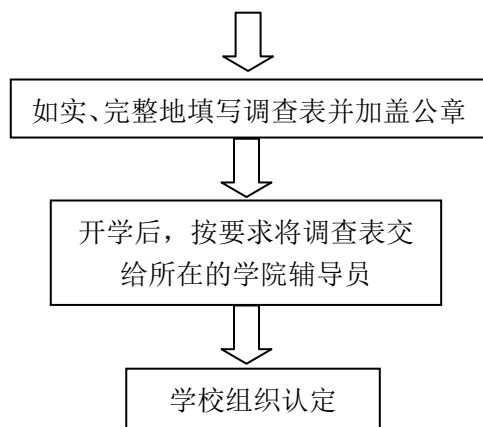 如实、完整地填写调查表并加盖公章
开学后，按要求将调查表交
给所在的学院辅导员
学校组织认定